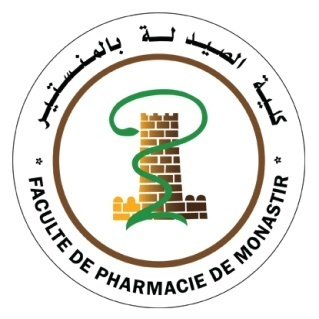 كلية الصيدلة بالمنستير
* FACULTE DE PHARMACIE DE MONASTIR *